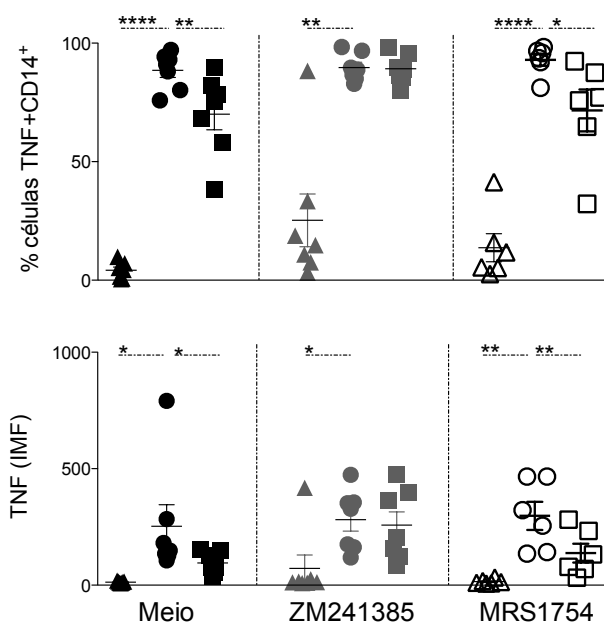 **** ** ** **** *
100
50
0
% células TNF+CD14+
* * * ** **
1000
500
0
TNF (IMF)
Meio ZM241385 MRS1754